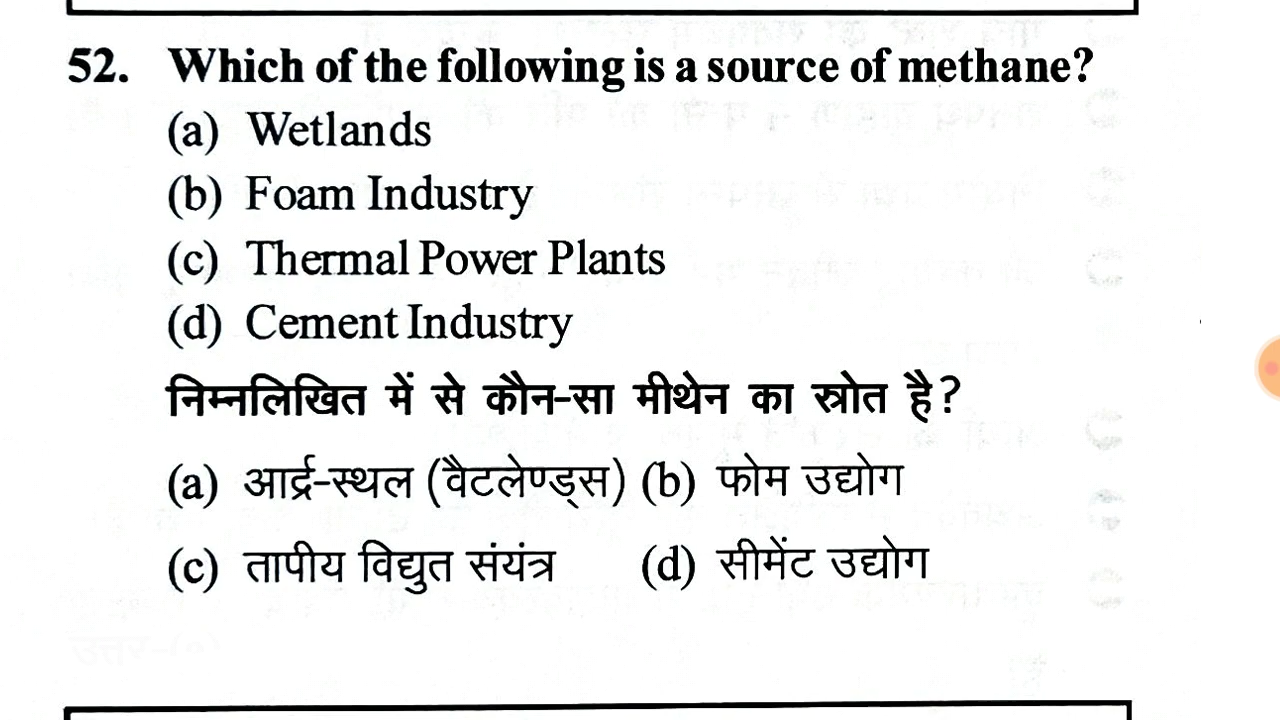 52. Which of the following is a source of methane?
(a) Wetlands
(b) Foam Industry
(c) Thermal Power Plants
(d) Cement Industry
निम्नलिखित में से कौन-सा मीथेन का स्रोत है?
(a) आर्द्र-स्थल (वैटलेण्ड्स) (b) फोम उद्योग
(c) तापीय विद्युत संयंत्र (d) सीमेंट उद्योग